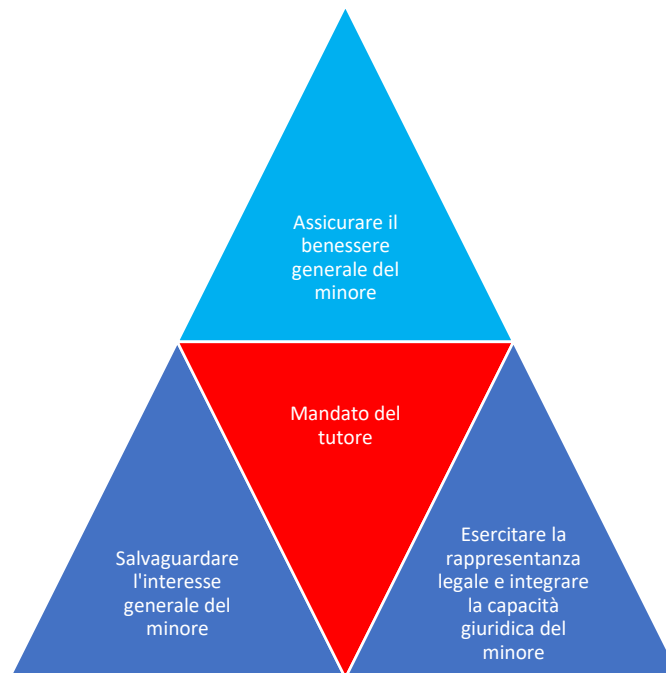 Assicurare il
benessere
generale del
minore
Mandato del
tutore
Salvaguardare
l'interesse
generale del
minore
Esercitare la
rappresentanza
legale e integrare
la capacità
giuridica del
minore